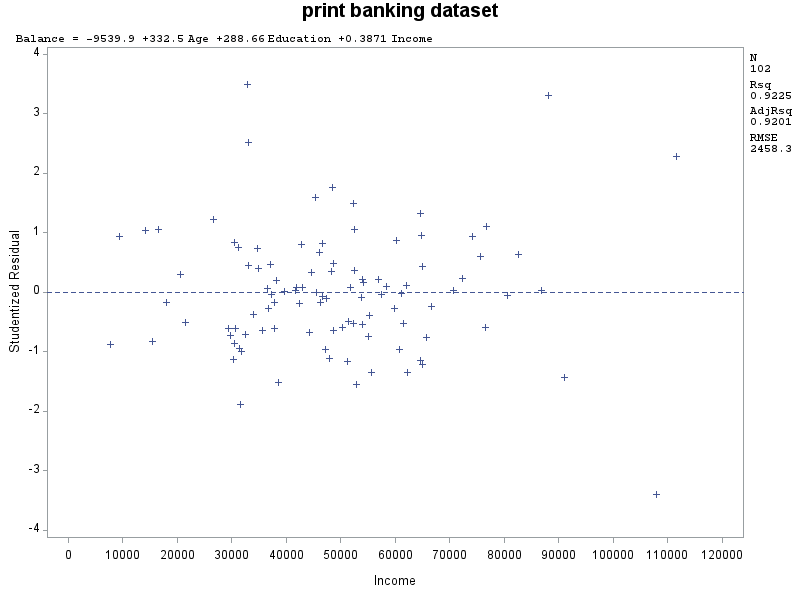 print banking dataset
Balance = -9539.9 +332.5 Age +288.66 Education +0.3871 Income
N
102
Rsq
0.9225
AdjRsq
0.9201
RMSE
2458.3
Studentized Residual
4
3
2
1
0
-1
-2
-3
-4
0 10000 20000 30000 40000 50000 60000 70000 80000 90000 100000 110000 120000
Income